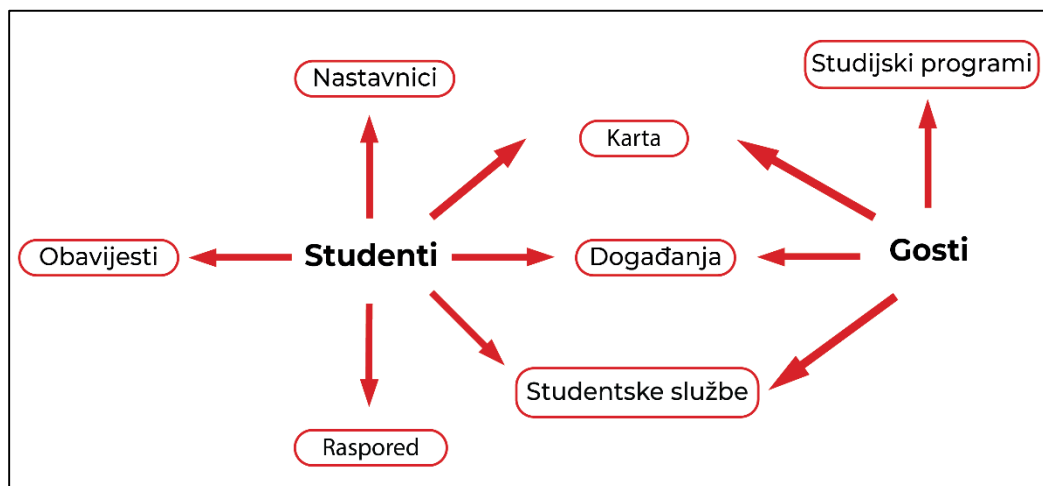 Studijski programi
Nastavnici
Karta
Obavijesti
Studenti
Događanja
Gosti
Studentske službe
Raspored